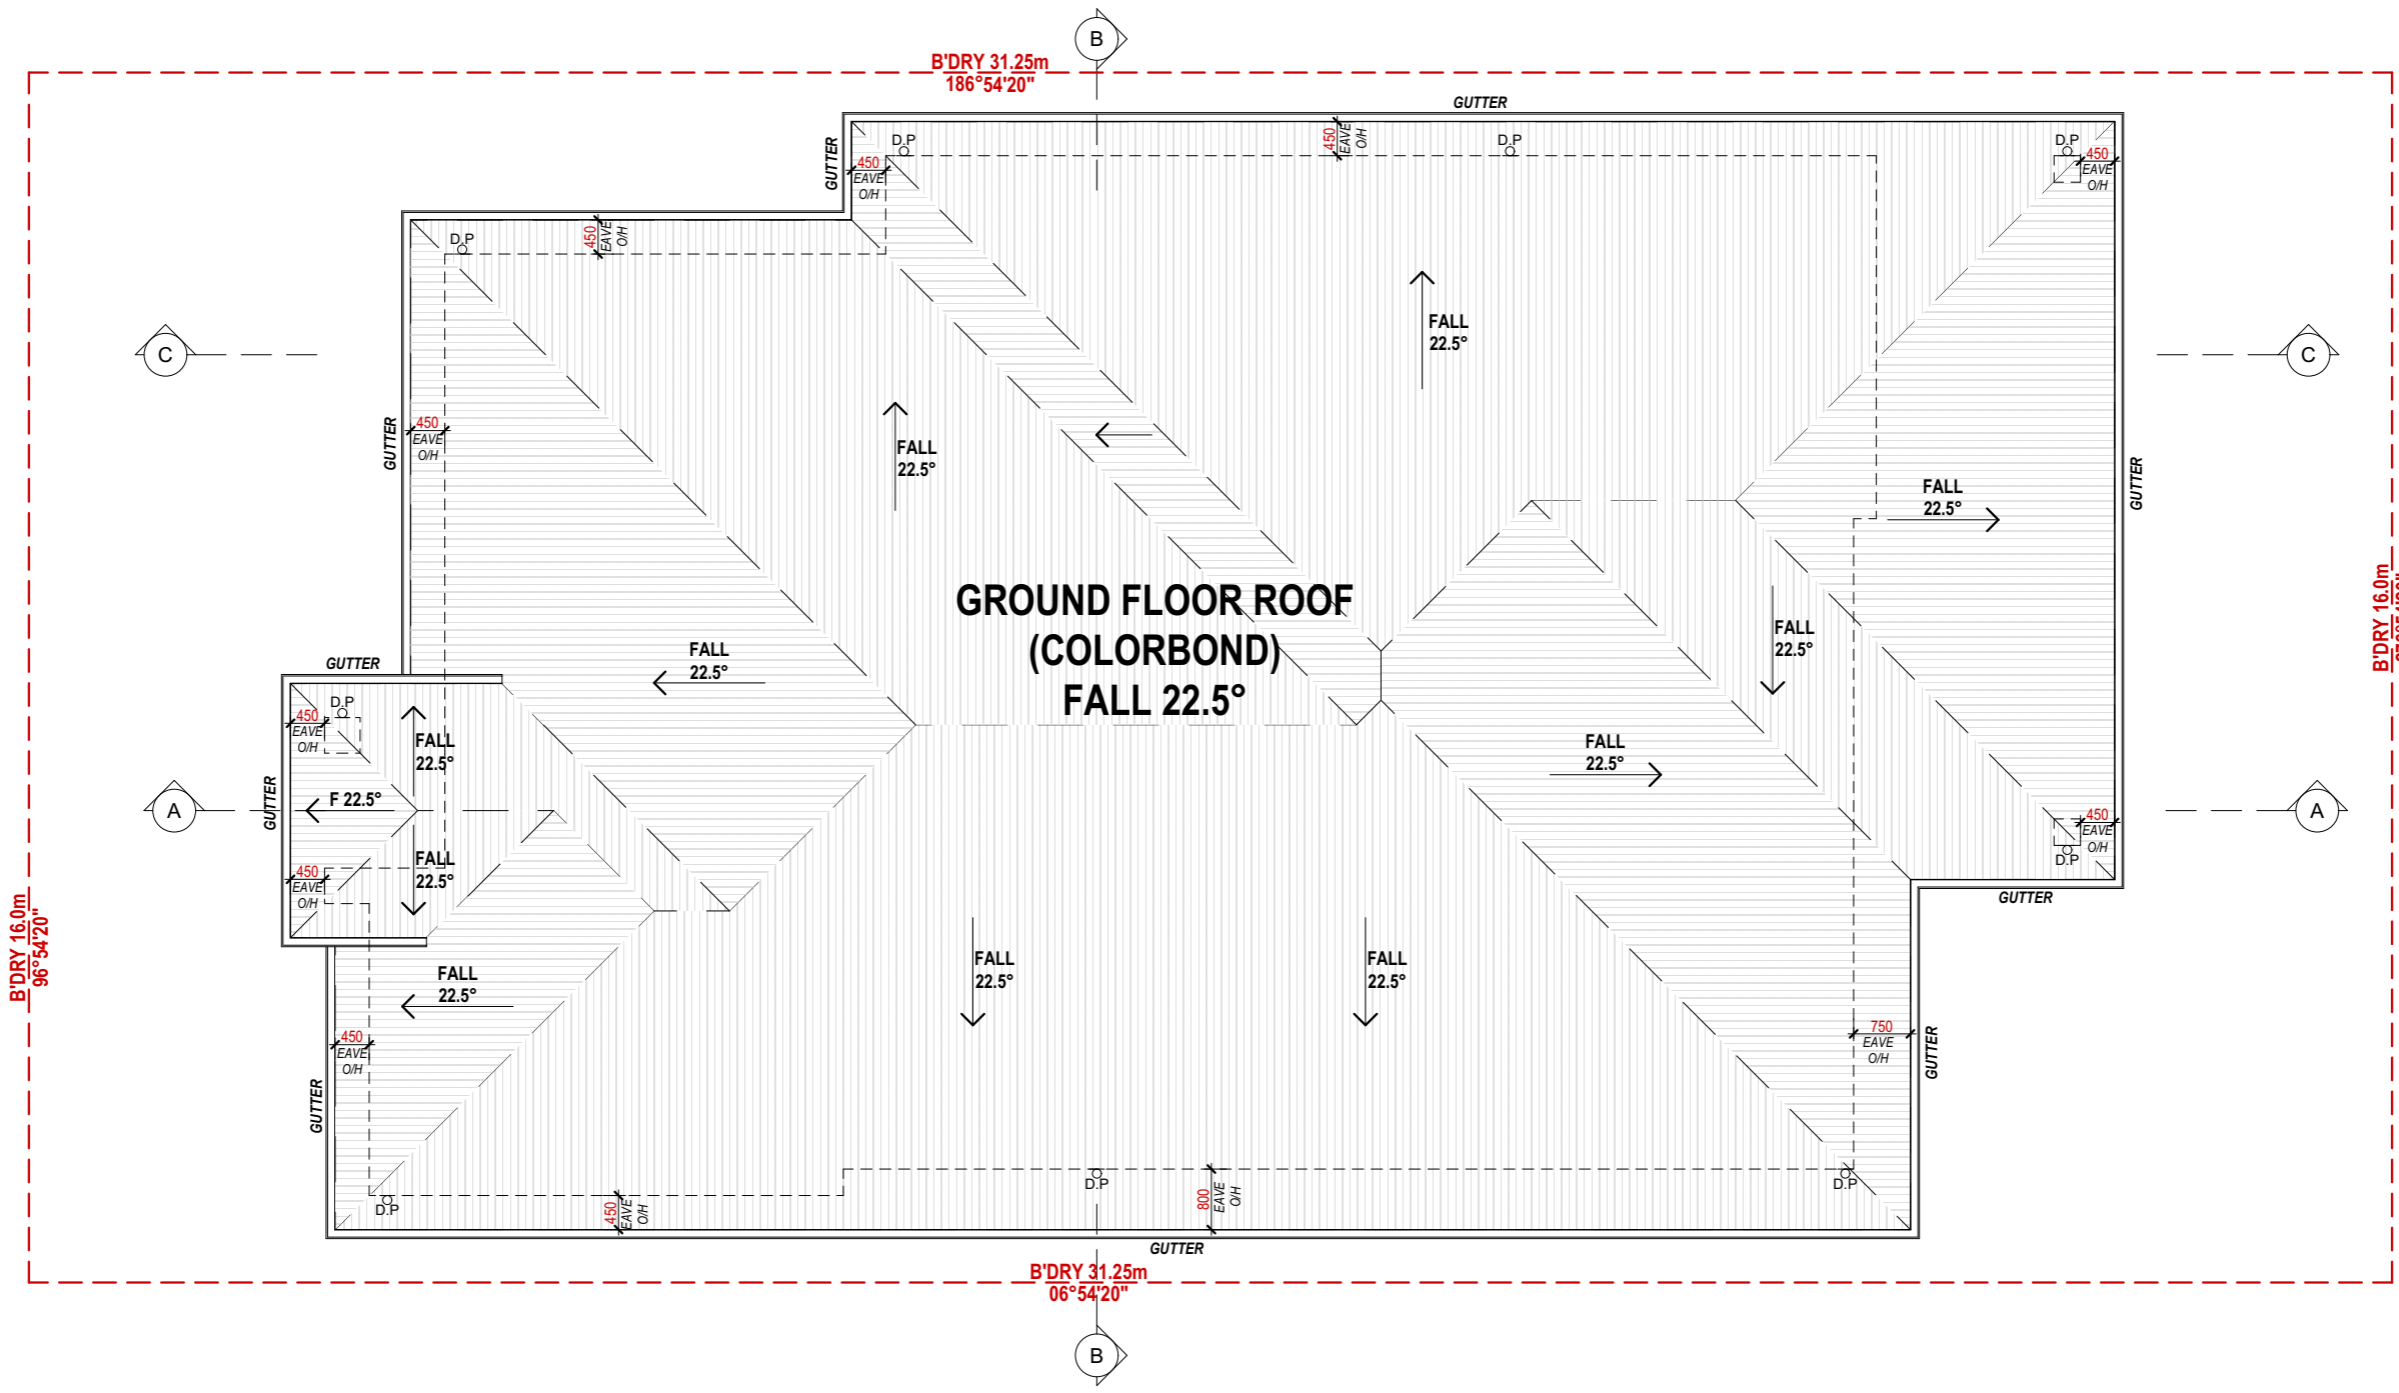 B
B'DRY 31.25m
186°54'20"
GUTTER
GUTTER
D.P
D.P
D.P
450
EAVE
O/H
450
EAVE
O/H
450
EAVE
O/H
D.P
450
EAVE
O/H
C
C
FALL
22.5°
GUTTER
450
EAVE
O/H
FALL
22.5°
GUTTER
FALL
22.5°
GROUND FLOOR ROOF
(COLORBOND)
FALL 22.5°
FALL
22.5°
B'DRY 16.0m
GUTTER
FALL
22.5°
D.P
450
EAVE
O/H
FALL
22.5°
FALL
22.5°
GUTTER
F 22.5°
A
A
450
EAVE
O/H
D.P
FALL
22.5°
450
EAVE
O/H
GUTTER
B'DRY 16.0m
96°54'20"
FALL
22.5°
FALL
22.5°
FALL
22.5°
450
EAVE
O/H
GUTTER
750
EAVE
O/H
GUTTER
D.P
D.P
D.P
450
EAVE
O/H
800
EAVE
O/H
GUTTER
B'DRY 31.25m
06°54'20"
B